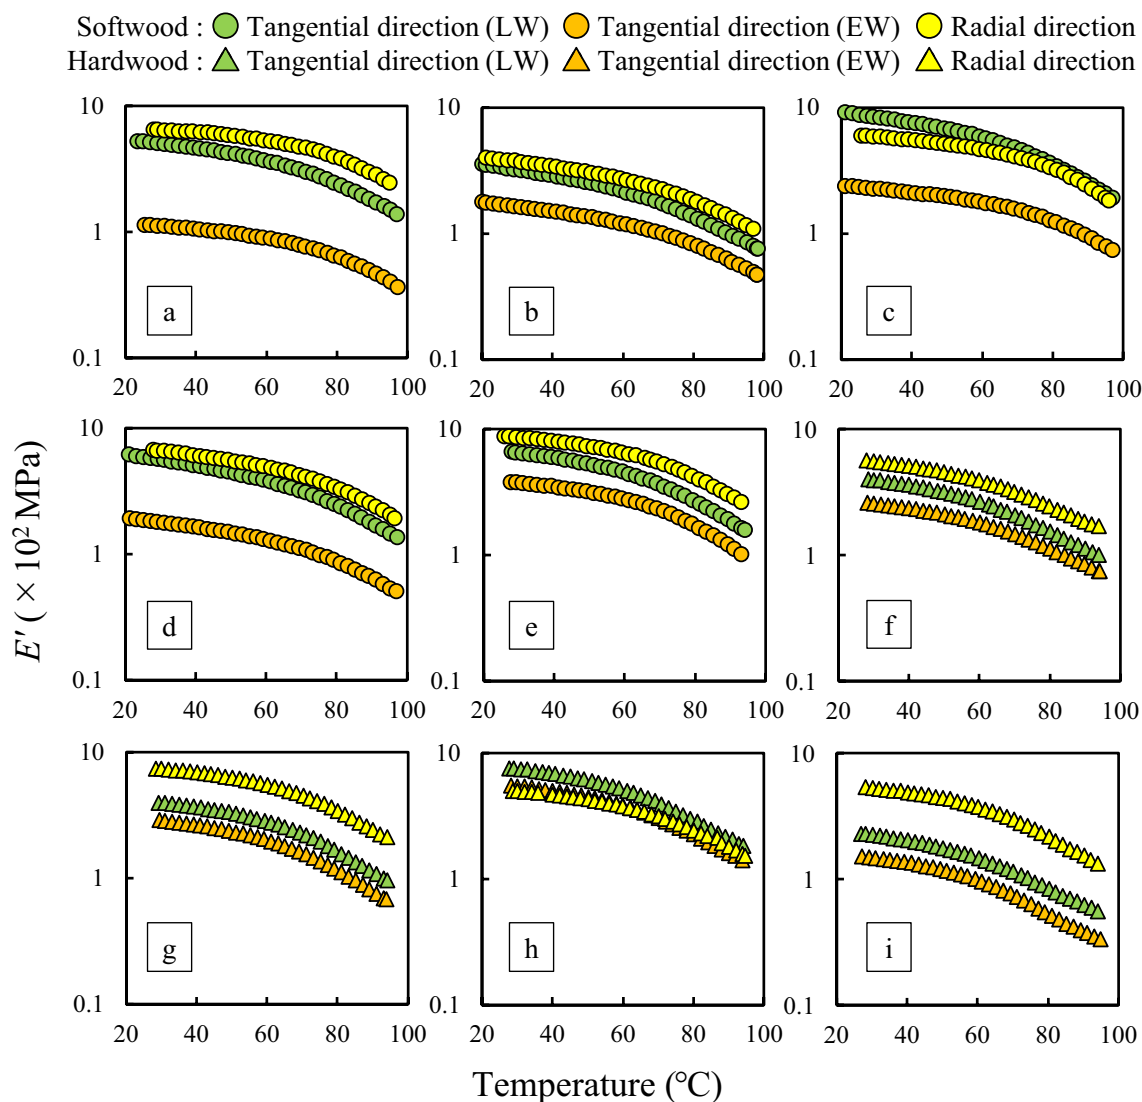 Softwood : Tangential direction (LW) Tangential direction (EW) Radial direction
Hardwood : Tangential direction (LW) Tangential direction (EW) Radial direction
10 10 10
1 1 1
a b c
0.1 0.1 0.1
20 40 60 80 100 20 40 60 80 100 20 40 60 80 100
10 10 10
1 1 1
d e f
0.1 0.1 0.1
20 40 60 80 100 20 40 60 80 100 20 40 60 80 100
10 10 10
1 1 1
g h i
0.1 0.1 0.1
20 40 60 80 100 20 40 60 80 100 20 40 60 80 100
E′ ( × 10² MPa)
Temperature (℃)